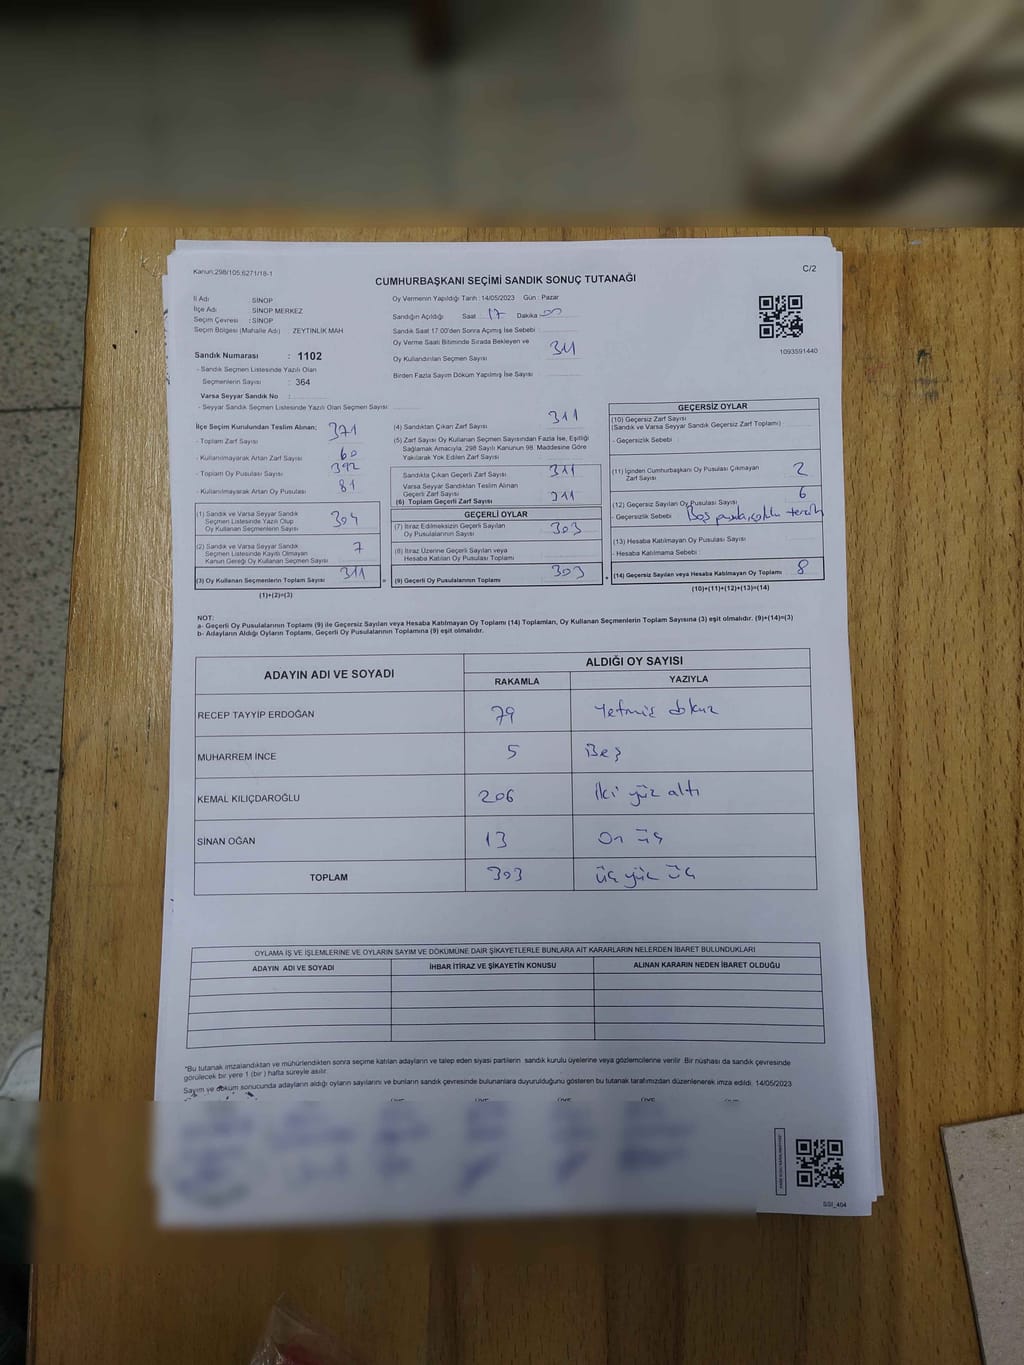 Kanun:298/105;6271/18-1
C/2
CUMHURBAŞKANI SEÇİMİ SANDIK SONUÇ TUTANAĞI
İl Adı : SİNOP
İlçe Adı : SİNOP MERKEZ
Seçim Çevresi : SİNOP
Seçim Bölgesi (Mahalle Adı) : ZEYTİNLİK MAH
Sandık Numarası : 1102
- Sandık Seçmen Listesinde Yazılı Olan
Seçmenlerin Sayısı : 364
Varsa Seyyar Sandık No :
- Seyyar Sandık Seçmen Listesinde Yazılı Olan Seçmen Sayısı
Oy Vermenin Yapıldığı Tarih : 14/05/2023 Gün : Pazar
Sandığın Açıldığı Saat 17 Dakika 00
Sandık Saat 17.00'den Sonra Açılmış İse Sebebi
Oy Verme Saati Bitiminde Sırada Bekleyen ve
Oy Kullandırılan Seçmen Sayısı 311
Birden Fazla Sayım Döküm Yapılmış İse Sayısı
1093591440
İlçe Seçim Kurulundan Teslim Alınan;
- Toplam Zarf Sayısı 371
- Kullanılmayarak Artan Zarf Sayısı 60
- Toplam Oy Pusulası Sayısı 392
- Kullanılmayarak Artan Oy Pusulası 81
(1) Sandık ve Varsa Seyyar Sandık
Seçmen Listesinde Yazılı Olup
Oy Kullanan Seçmenlerin Sayısı 304
(2) Sandık ve Varsa Seyyar Sandık
Seçmen Listesinde Kayıtlı Olmayan
Kanun Gereği Oy Kullanan Seçmen Sayısı 7
(3) Oy Kullanan Seçmenlerin Toplam Sayısı 311
(1)+(2)=(3)
(4) Sandıktan Çıkan Zarf Sayısı 311
(5) Zarf Sayısı Oy Kullanan Seçmen Sayısından Fazla İse, Eşitliği
Sağlamak Amacıyla; 298 Sayılı Kanunun 98. Maddesine Göre
Yakılarak Yok Edilen Zarf Sayısı
Sandıkta Çıkan Geçerli Zarf Sayısı 311
Varsa Seyyar Sandıktan Teslim Alınan
Geçerli Zarf Sayısı
(6) Toplam Geçerli Zarf Sayısı 311
GEÇERLİ OYLAR
(7) İtiraz Edilmeksizin Geçerli Sayılan
Oy Pusulalarının Sayısı 303
(8) İtiraz Üzerine Geçerli Sayılan veya
Hesaba Katılan Oy Pusulası Toplamı
= (9) Geçerli Oy Pusulalarının Toplamı 303
GEÇERSİZ OYLAR
(10) Geçersiz Zarf Sayısı
(Sandık ve Varsa Seyyar Sandık Geçersiz Zarf Toplamı)
- Geçersizlik Sebebi :
(11) İçinden Cumhurbaşkanı Oy Pusulası Çıkmayan
Zarf Sayısı 2
(12) Geçersiz Sayılan Oy Pusulası Sayısı 6
- Geçersizlik Sebebi Boş pusula, çoklu tercih
(13) Hesaba Katılmayan Oy Pusulası Sayısı
- Hesaba Katılmama Sebebi
+ (14) Geçersiz Sayılan veya Hesaba Katılmayan Oy Toplamı 8
(10)+(11)+(12)+(13)=(14)
NOT:
a- Geçerli Oy Pusulalarının Toplamı (9) ile Geçersiz Sayılan veya Hesaba Katılmayan Oy Toplamı (14) Toplamları, Oy Kullanan Seçmenlerin Toplam Sayısına (3) eşit olmalıdır. (9)+(14)=(3)
b- Adayların Aldığı Oyların Toplamı, Geçerli Oy Pusulalarının Toplamına (9) eşit olmalıdır.
ADAYIN ADI VE SOYADI
ALDIĞI OY SAYISI
RAKAMLA YAZIYLA
RECEP TAYYİP ERDOĞAN 79 Yetmiş dokuz
MUHARREM İNCE 5 Beş
KEMAL KILIÇDAROĞLU 206 İki yüz altı
SİNAN OĞAN 13 On üç
TOPLAM 303 üç yüz üç
OYLAMA İŞ VE İŞLEMLERİNE VE OYLARIN SAYIM VE DÖKÜMÜNE DAİR ŞİKAYETLERLE BUNLARA AİT KARARLARIN NELERDEN İBARET BULUNDUKLARI
ADAYIN ADI VE SOYADI İHBAR İTİRAZ VE ŞİKAYETİN KONUSU ALINAN KARARIN NEDEN İBARET OLDUĞU
*Bu tutanak imzalandıktan ve mühürlendikten sonra seçime katılan adayların ve talep eden siyasi partilerin sandık kurulu üyelerine veya gözlemcilerine verilir. Bir nüshası da sandık çevresinde
görülecek bir yere 1 (bir ) hafta süreyle asılır.
Sayım ve döküm sonucunda adayların aldığı oyların sayılarını ve bunların sandık çevresinde bulunanlara duyurulduğunu gösteren bu tutanak tarafımızdan düzenlenerek imza edildi. 14/05/2023
SSI_404